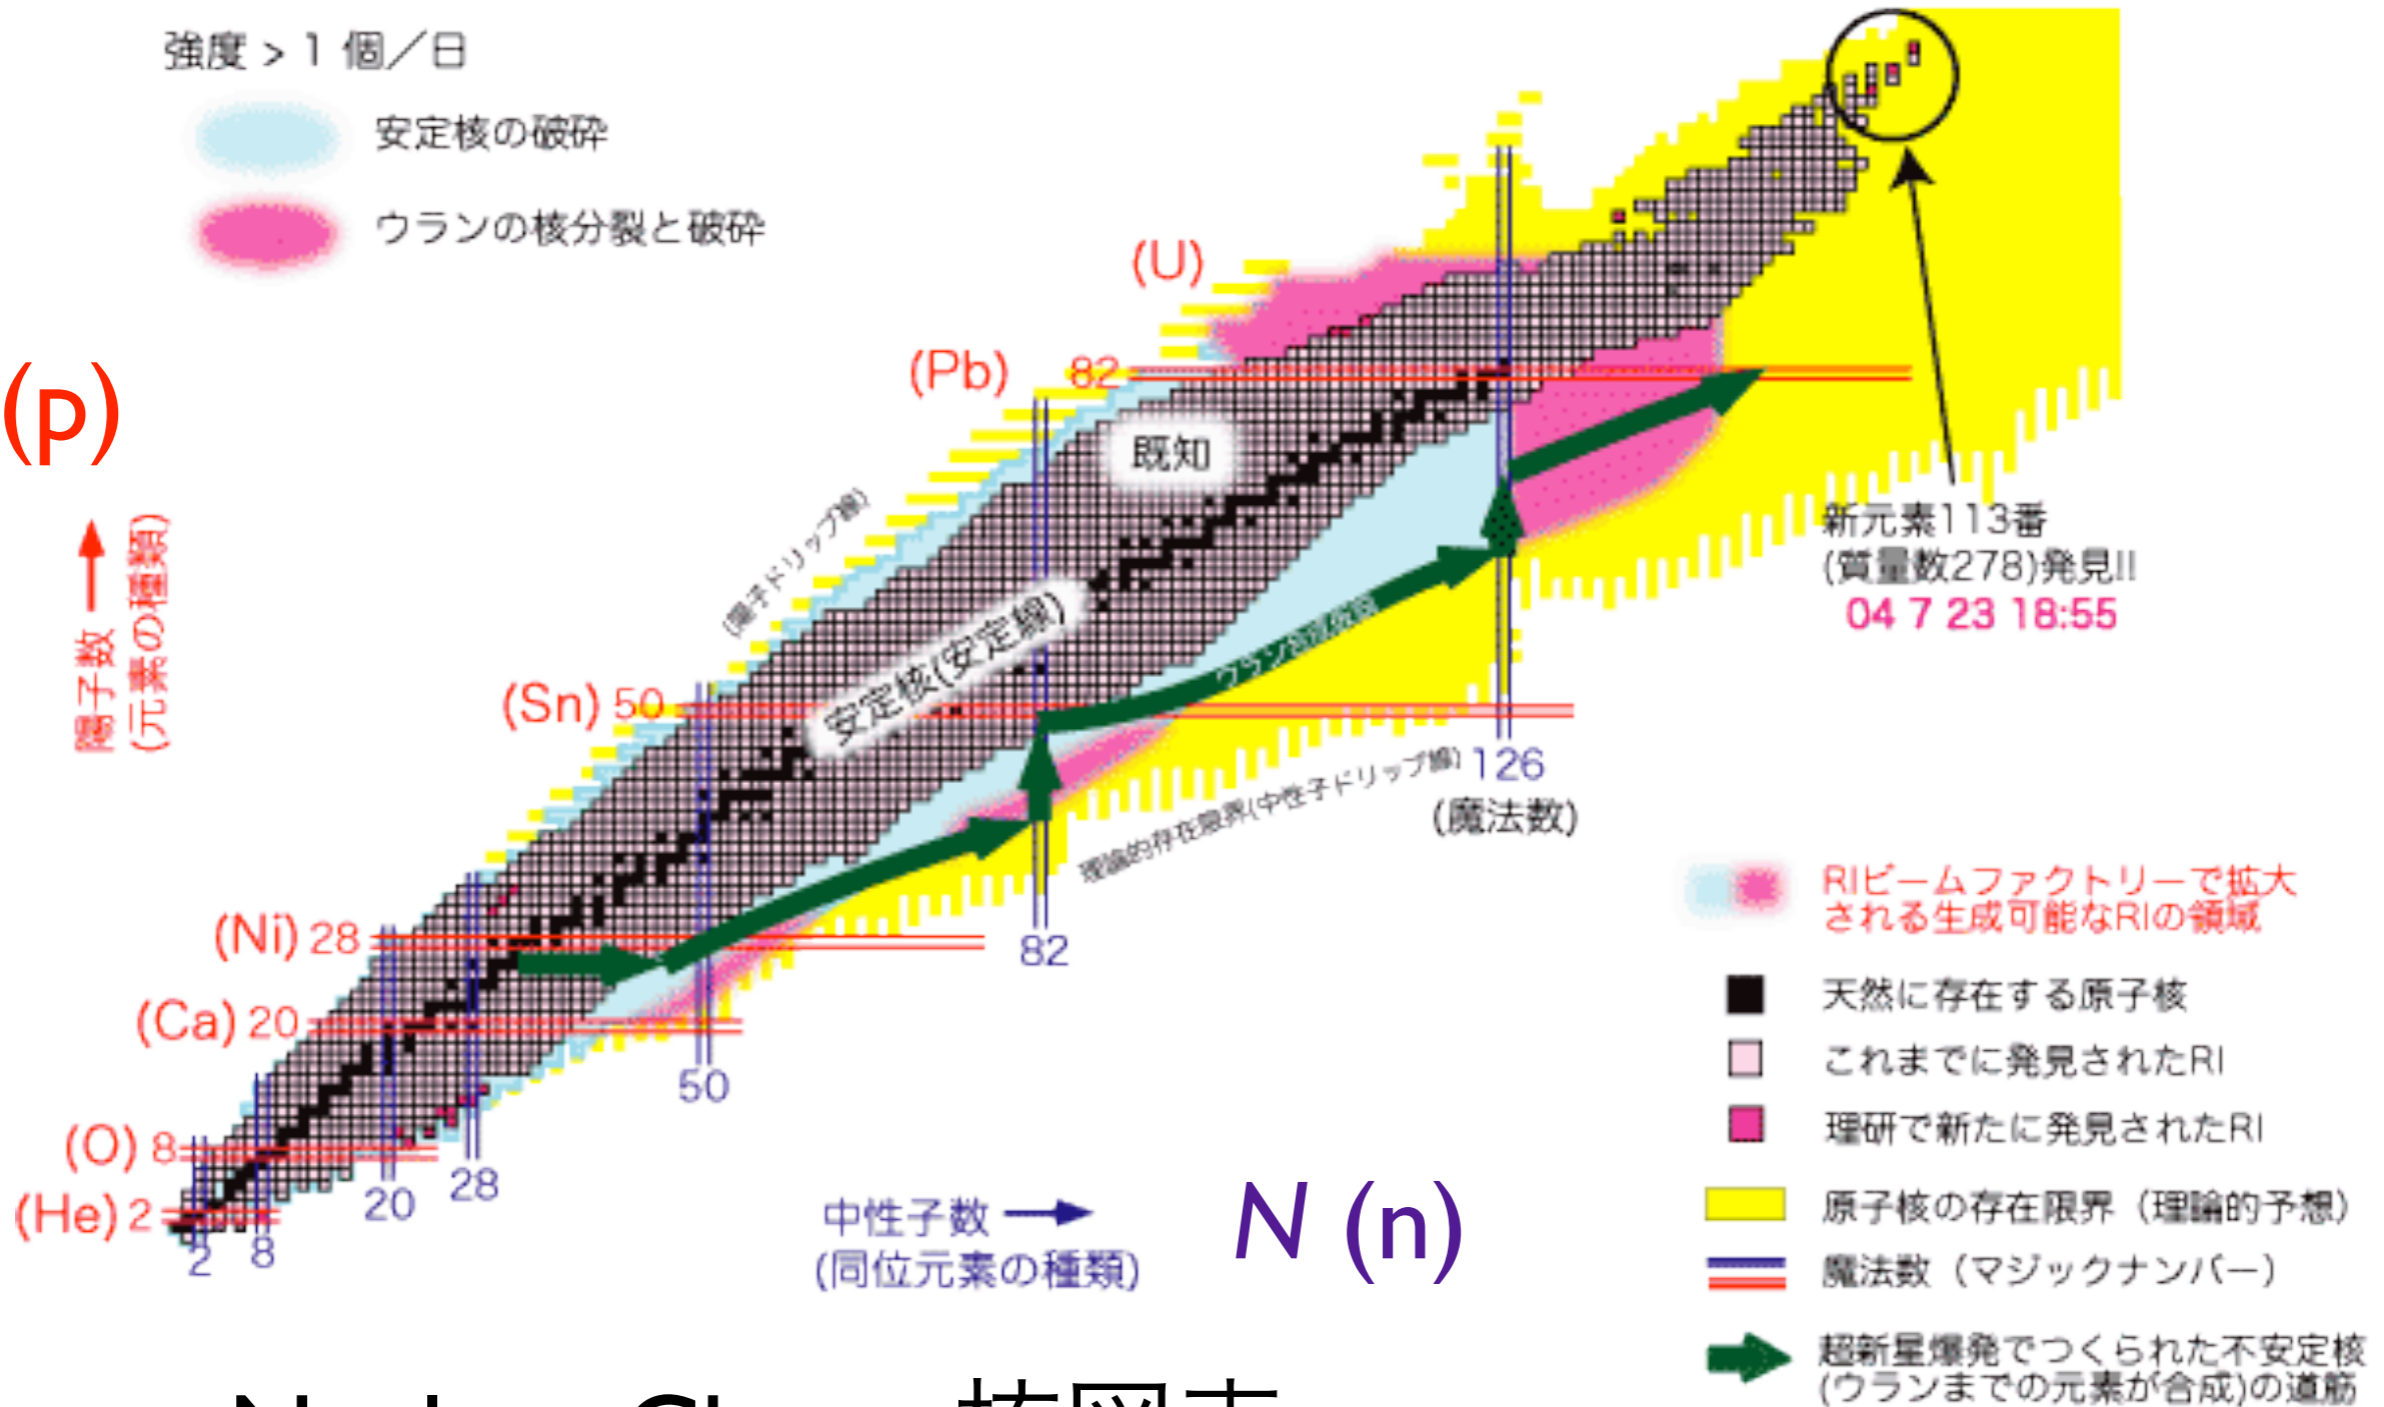 強度 > 1 個／日
安定核の破砕
ウランの核分裂と破砕
(p)
陽子数
(元素の種類)
(U)
(Pb) 82
既知
(陽子ドリップ線)
安定核(安定線)
(Sn) 50
新元素113番
(質量数278)発見!!
04 7 23 18:55
126
(魔法数)
理論的存在限界(中性子ドリップ線)
82
(Ni) 28
(Ca) 20
50
(O) 8
28
20
(He) 2
2
8
中性子数
(同位元素の種類)
N (n)
RIビームファクトリーで拡大
される生成可能なRIの領域
天然に存在する原子核
これまでに発見されたRI
理研で新たに発見されたRI
原子核の存在限界（理論的予想）
魔法数（マジックナンバー）
超新星爆発でつくられた不安定核
(ウランまでの元素が合成)の道筋